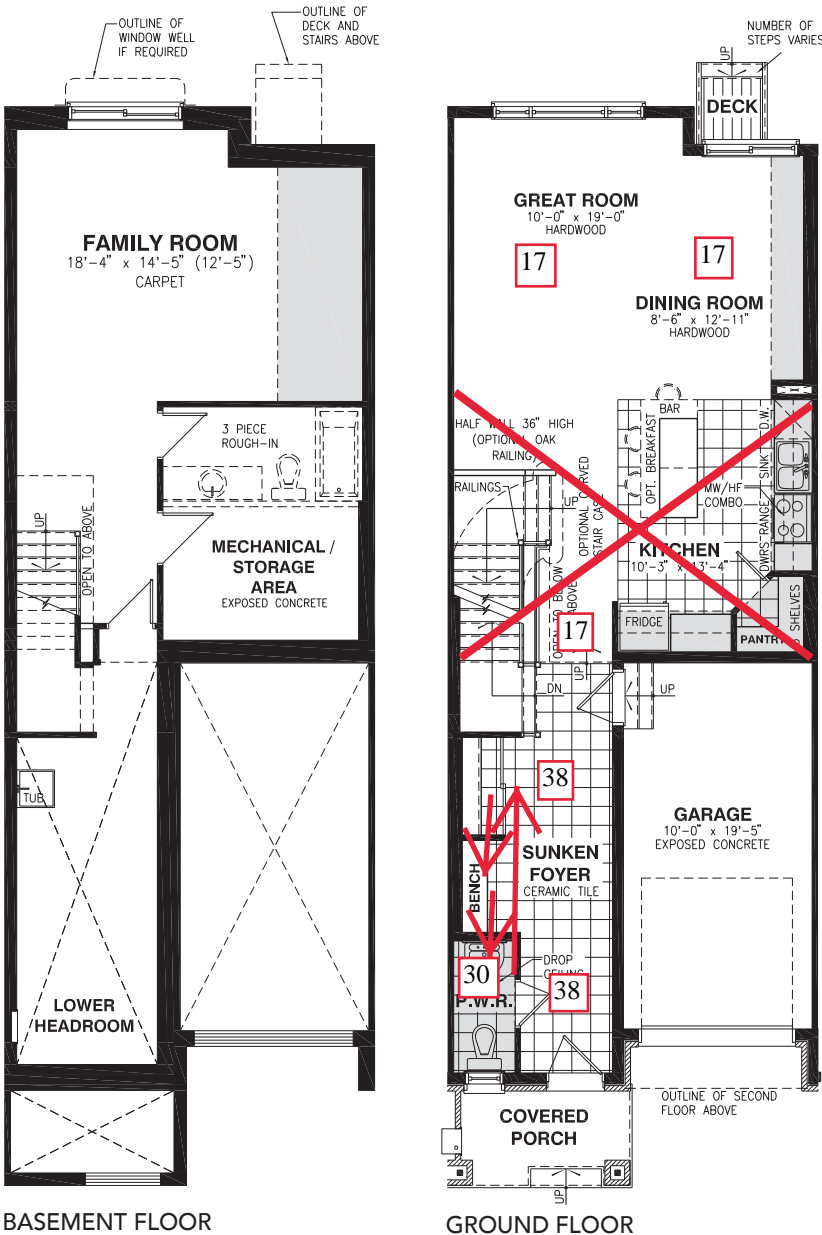 OUTLINE OF
WINDOW WELL
IF REQUIRED
OUTLINE OF
DECK AND
STAIRS ABOVE
FAMILY ROOM
18'-4" x 14'-5" (12'-5")
CARPET
3 PIECE
ROUGH-IN
UP
OPEN TO ABOVE
MECHANICAL /
STORAGE
AREA
EXPOSED CONCRETE
TUB
LOWER
HEADROOM
BASEMENT FLOOR
NUMBER OF
STEPS VARIES
UP
DECK
GREAT ROOM
10'-0" x 19'-0"
HARDWOOD
17
17
DINING ROOM
8'-6" x 12'-11"
HARDWOOD
BAR
HALF WALL 36" HIGH
(OPTIONAL OAK
RAILING)
RAILINGS
UP
OPTIONAL CURVED
STAIR CASE
OPT. BREAKFAST
D.W.
SINK
RANGE
DWRS
MW/HF
COMBO
KITCHEN
10'-3" x 13'-4"
OPEN TO BELOW
ABOVE
17
FRIDGE
PANTRY
SHELVES
UP
DN
UP
38
GARAGE
10'-0" x 19'-5"
EXPOSED CONCRETE
SUNKEN
FOYER
CERAMIC TILE
BENCH
DROP
CEILING
30
38
P.W.R.
COVERED
PORCH
OUTLINE OF SECOND
FLOOR ABOVE
UP
GROUND FLOOR